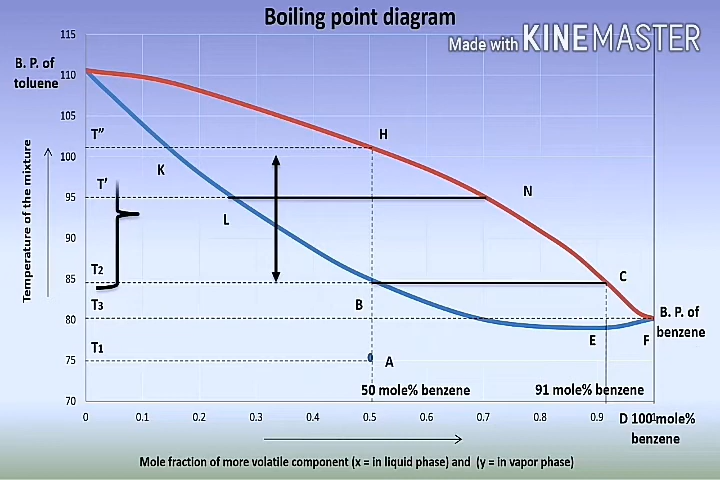 Boiling point diagram
Made with KINEMASTER
115
B. P. of
toluene
110
105
T"
H
100
K
T'
95
N
L
90
T2
85
C
T3
B
B. P. of
benzene
80
E
F
T1
75
A
50 mole% benzene
91 mole% benzene
70
0
0.1
0.2
0.3
0.4
0.5
0.6
0.7
0.8
0.9
1
D 100 mole%
benzene
Temperature of the mixture
Mole fraction of more volatile component (x = in liquid phase) and (y = in vapor phase)